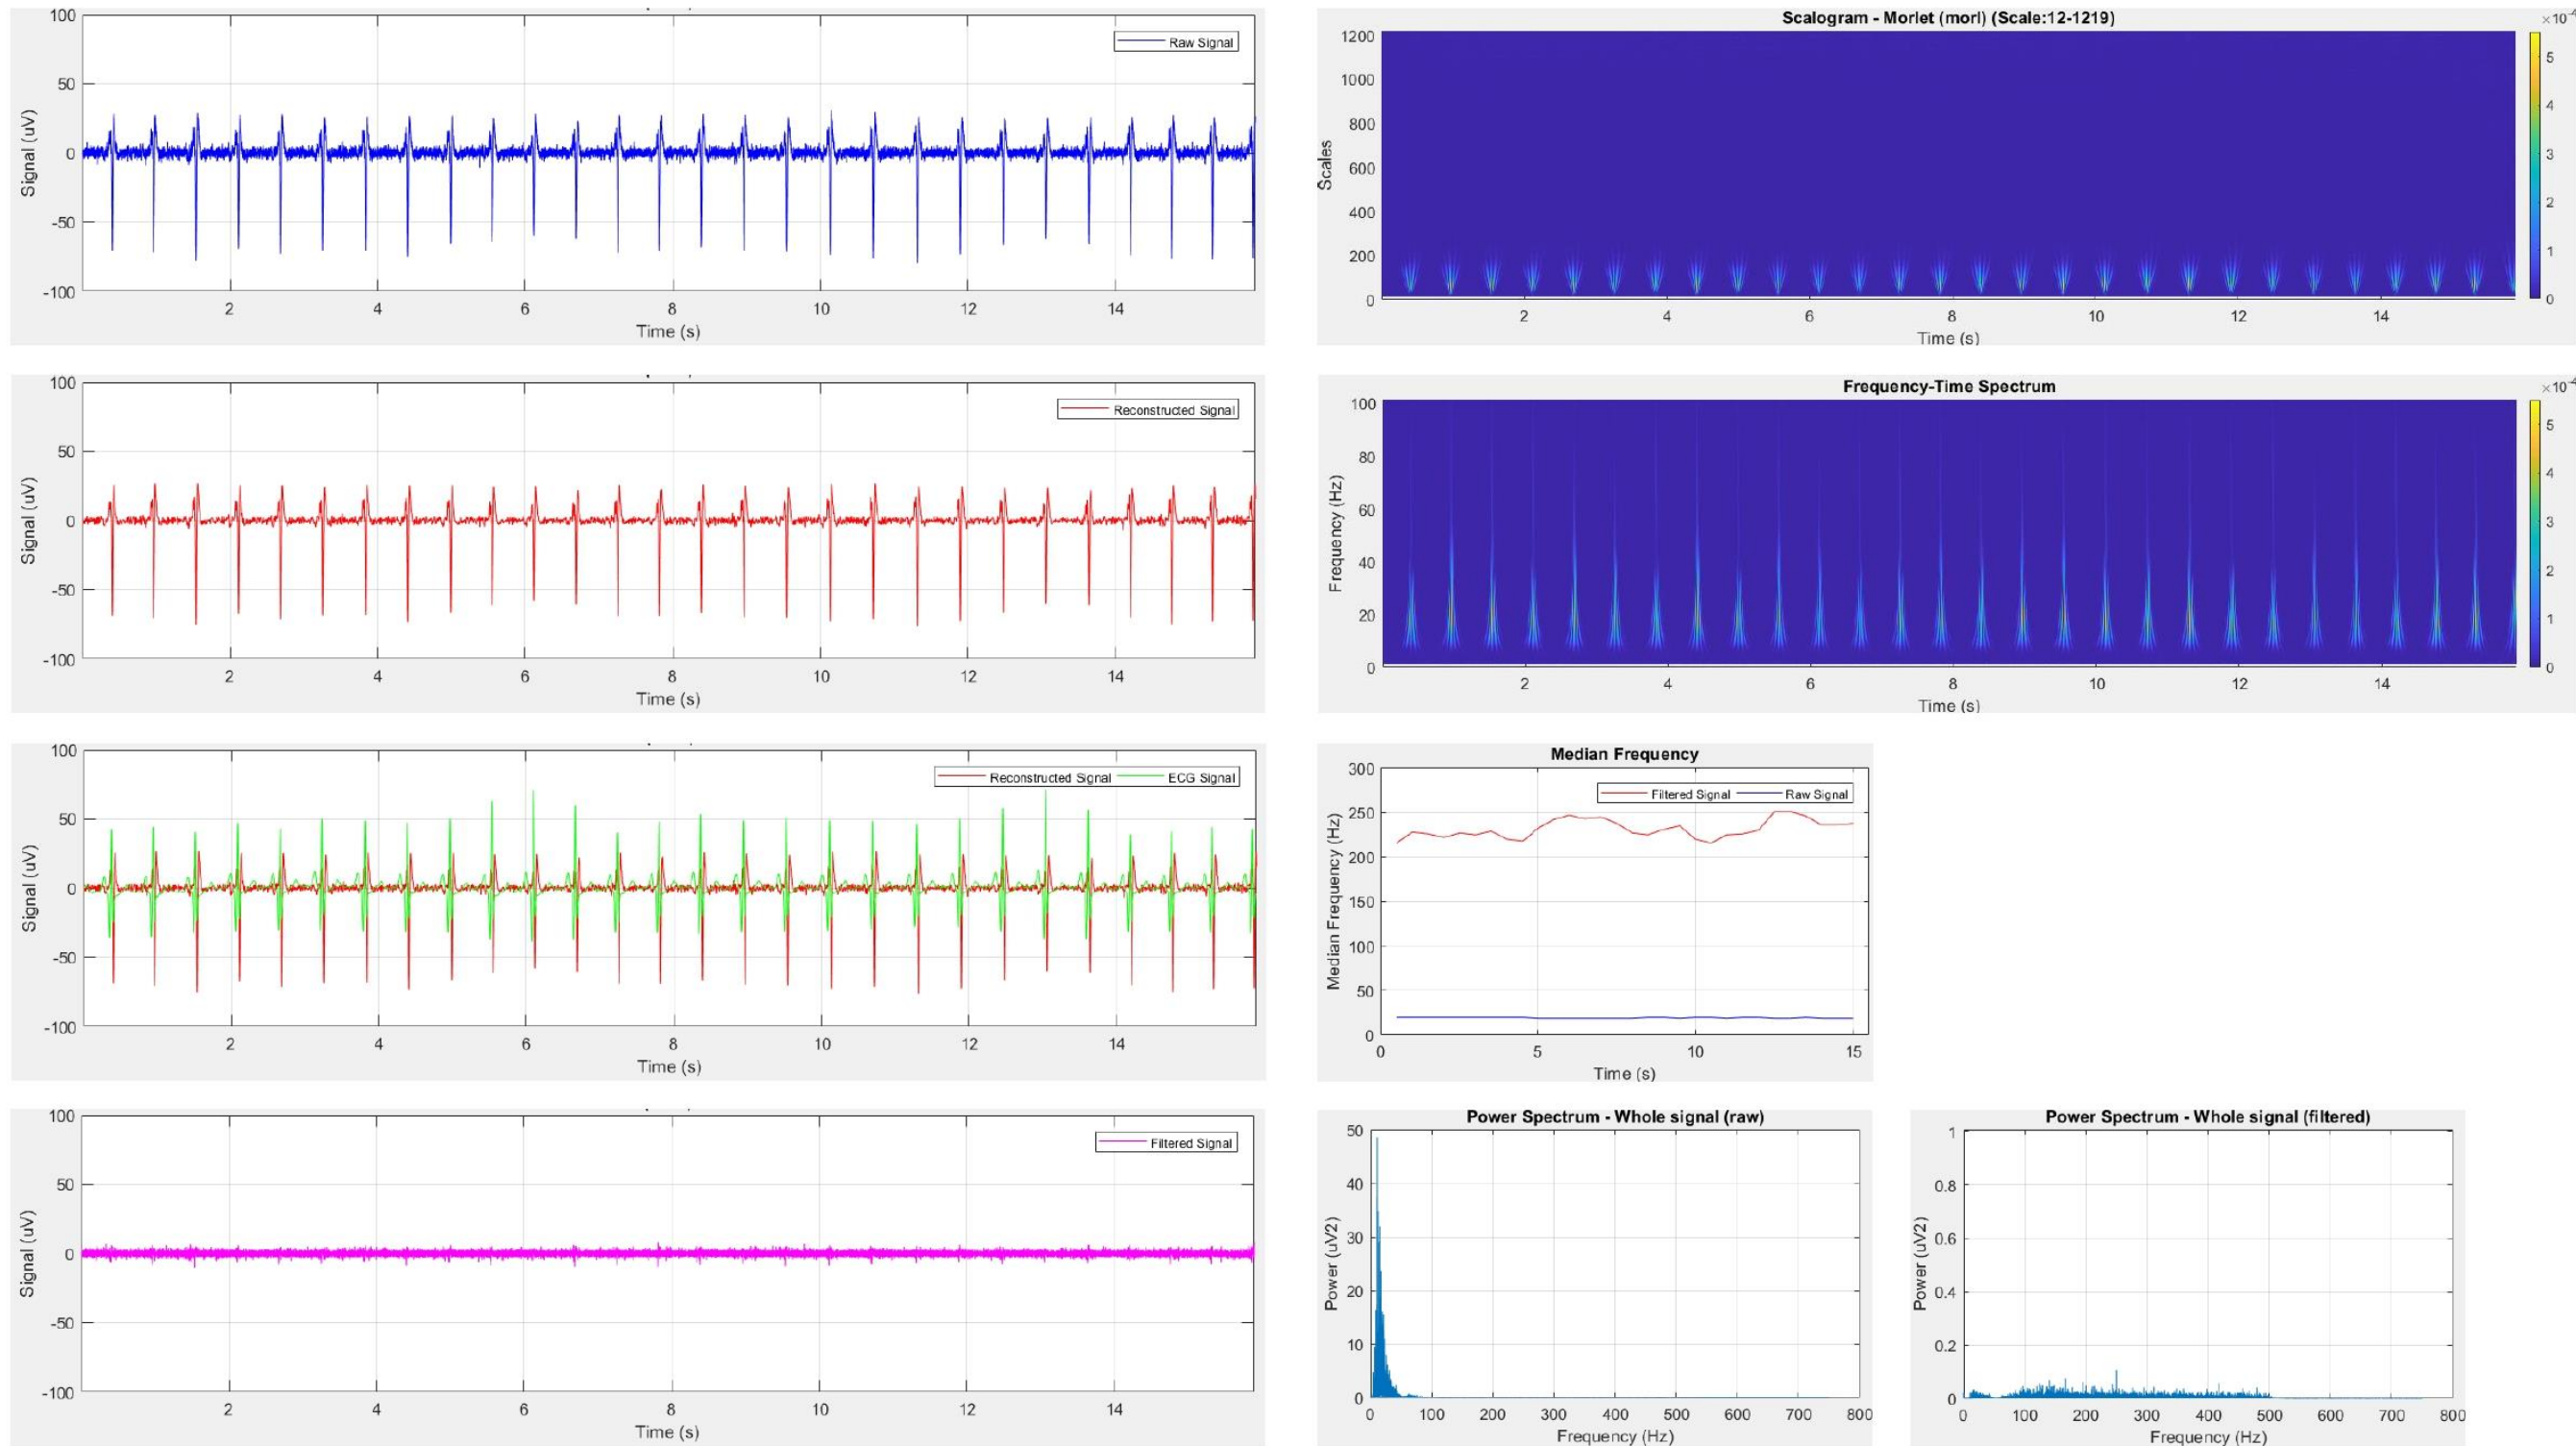 100
50
0
-50
-100
Signal (uV)
Raw Signal
2 4 6 8 10 12 14
Time (s)
Scalogram - Morlet (morl) (Scale:12-1219)
1200
1000
800
600
400
200
0
Scales
2 4 6 8 10 12 14
Time (s)
5
4
3
2
1
0
100
50
0
-50
-100
Signal (uV)
Reconstructed Signal
2 4 6 8 10 12 14
Time (s)
Frequency-Time Spectrum
100
80
60
40
20
0
Frequency (Hz)
2 4 6 8 10 12 14
Time (s)
5
4
3
2
1
0
100
50
0
-50
-100
Signal (uV)
Reconstructed Signal ECG Signal
2 4 6 8 10 12 14
Time (s)
Median Frequency
300
250
200
150
100
50
0
Median Frequency (Hz)
Filtered Signal Raw Signal
0 5 10 15
Time (s)
100
50
0
-50
-100
Signal (uV)
Filtered Signal
2 4 6 8 10 12 14
Time (s)
Power Spectrum - Whole signal (raw)
50
40
30
20
10
0
Power (uV2)
0 100 200 300 400 500 600 700 800
Frequency (Hz)
Power Spectrum - Whole signal (filtered)
1
0.8
0.6
0.4
0.2
0
Power (uV2)
0 100 200 300 400 500 600 700 800
Frequency (Hz)